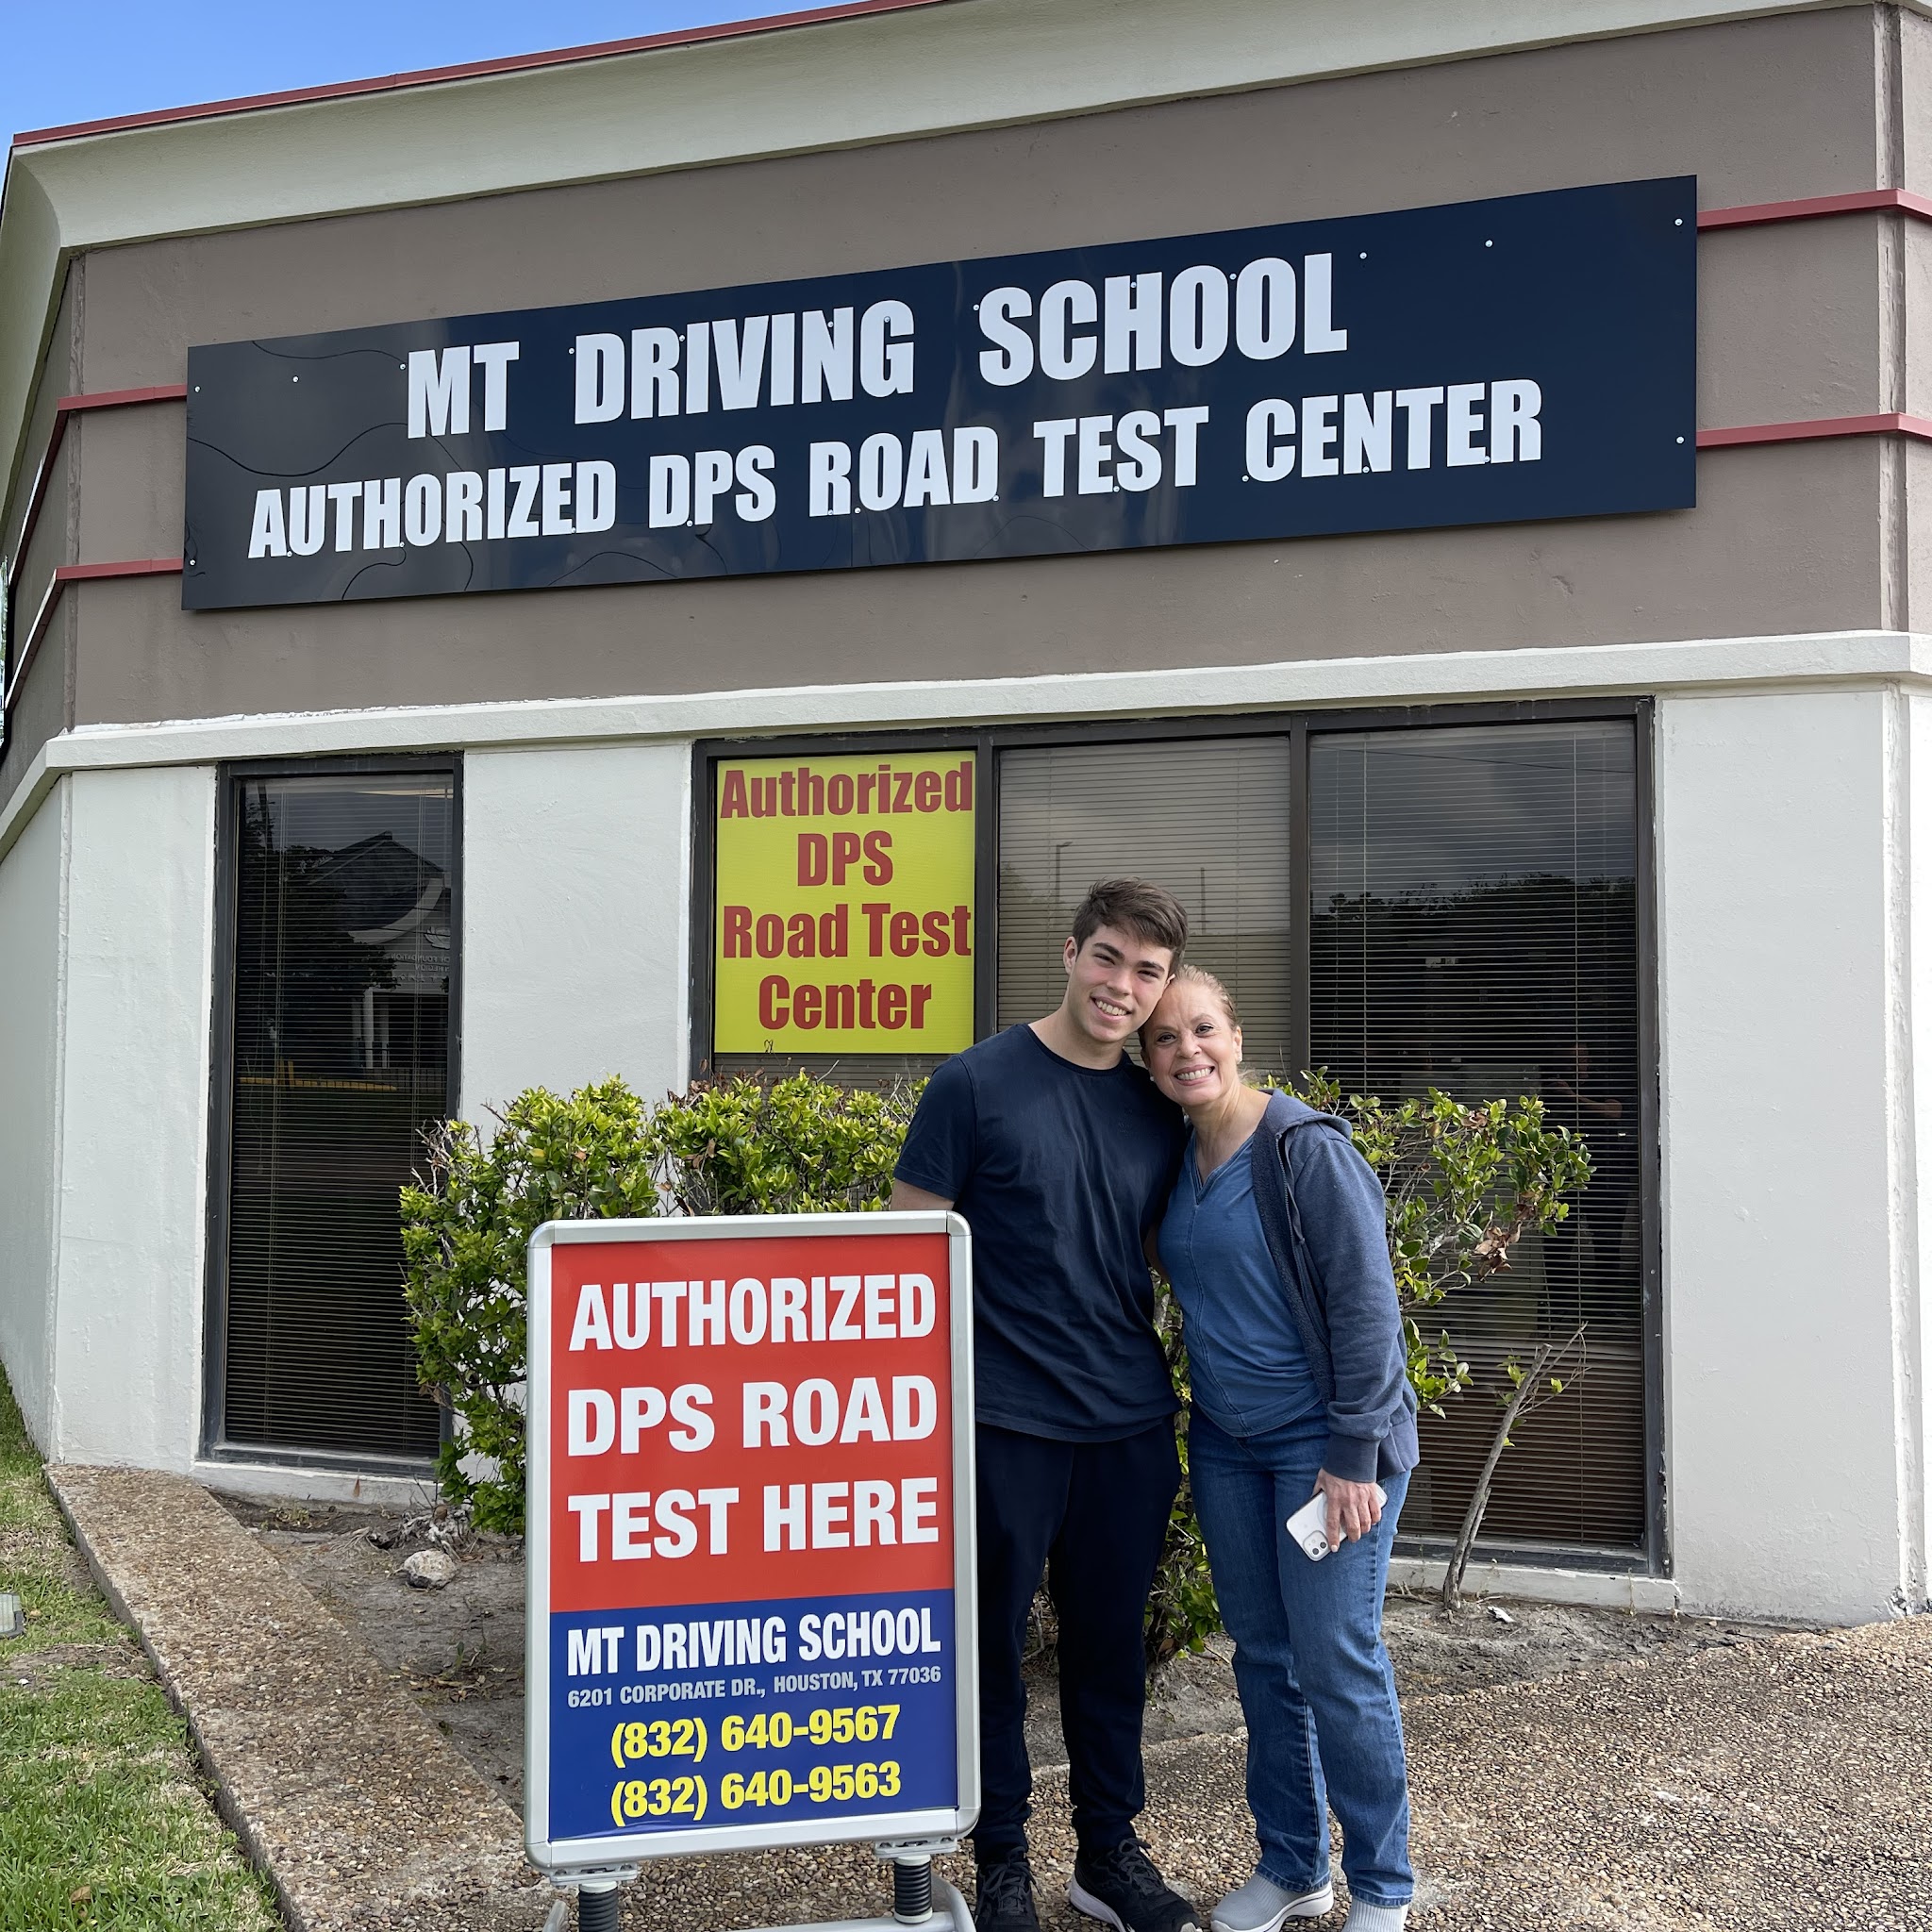 MT DRIVING SCHOOL
AUTHORIZED DPS ROAD TEST CENTER
Authorized
DPS
Road Test
Center
AUTHORIZED
DPS ROAD
TEST HERE
MT DRIVING SCHOOL
6201 CORPORATE DR., HOUSTON, TX 77036
(832) 640-9567
(832) 640-9563